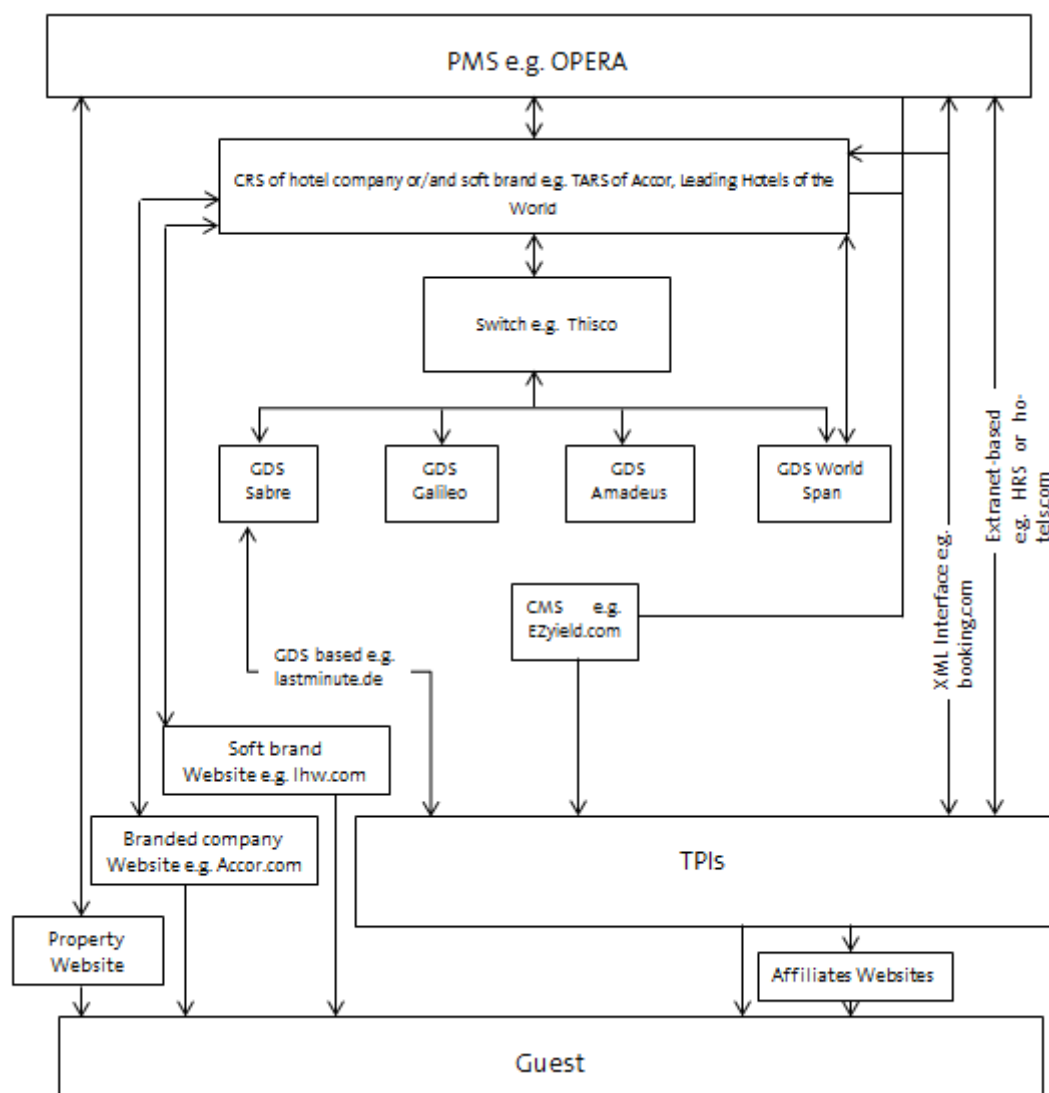 PMS e.g. OPERA
CRS of hotel company or/and soft brand e.g. TARS of Accor, Leading Hotels of the
World
Switch e.g. Thisco
GDS
Sabre
GDS
Galileo
GDS
Amadeus
GDS World
Span
Extranet-based
e.g. HRS or ho-
tels.com
XML Interface e.g.
booking.com
CMS e.g.
EZyield.com
GDS based e.g.
lastminute.de
Soft brand
Website e.g. lhw.com
Branded company
Website e.g. Accor.com
TPIs
Property
Website
Affiliates Websites
Guest